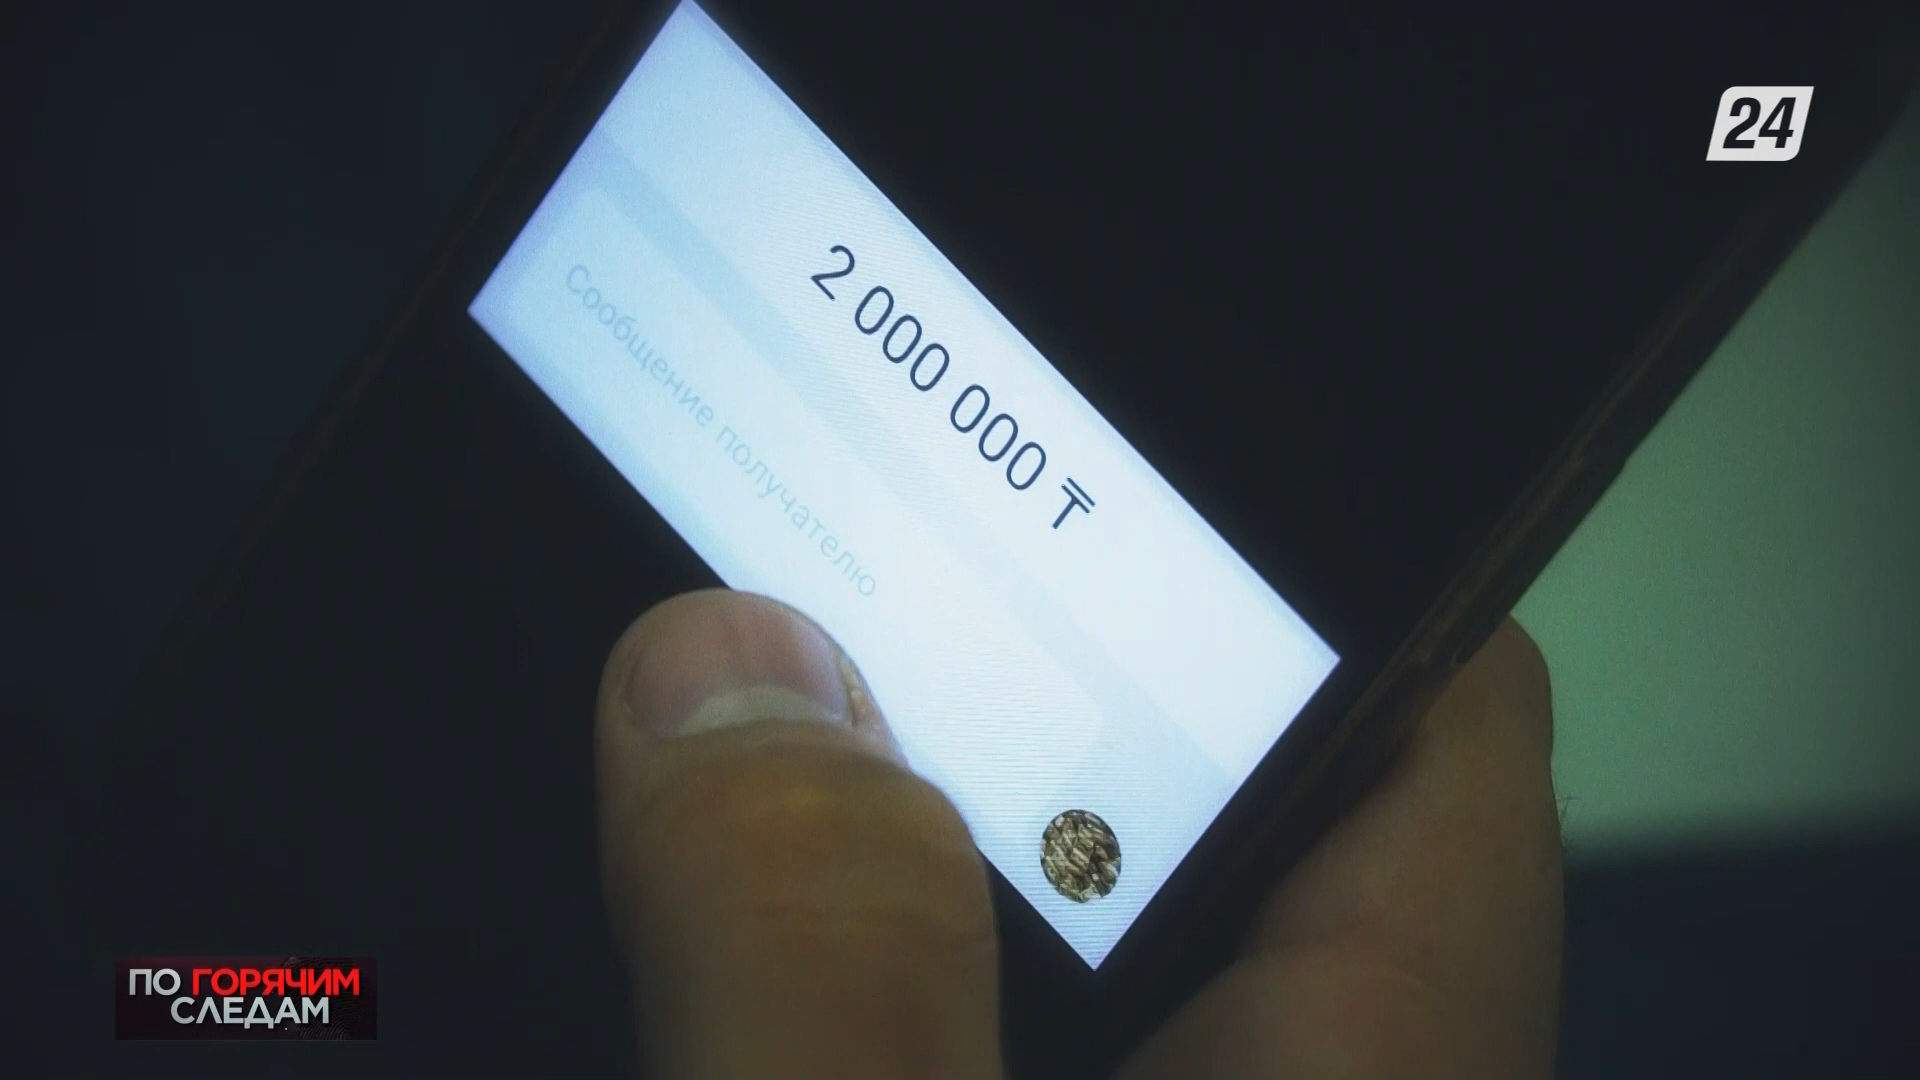 24
2 000 000 ₸
Сообщение получателю
ПО ГОРЯЧИМ
СЛЕДАМ